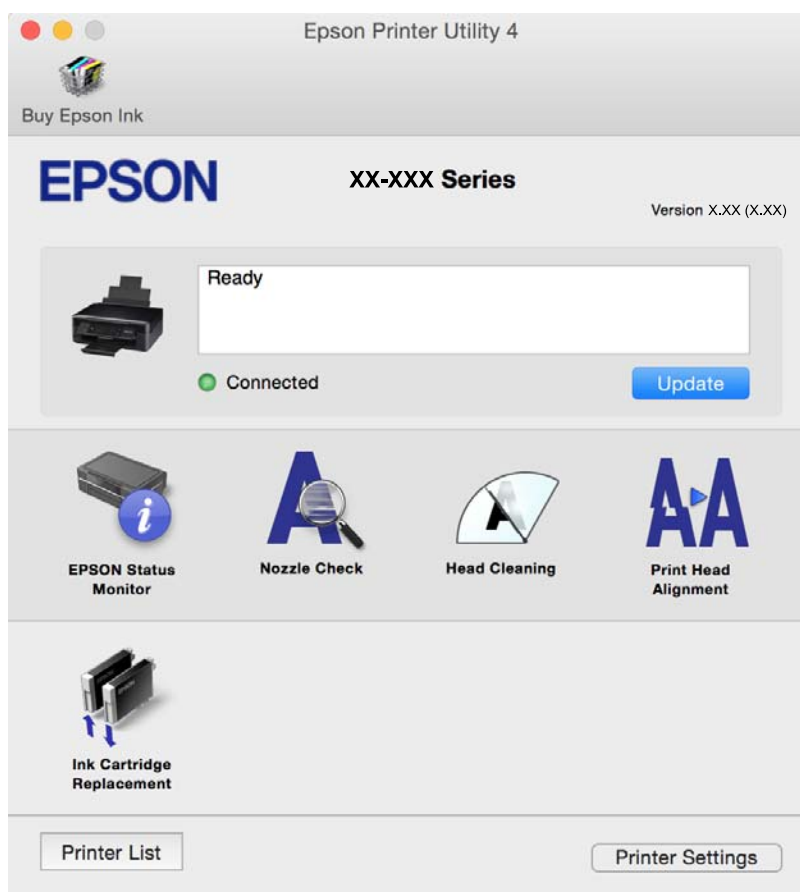 Epson Printer Utility 4
Buy Epson Ink
EPSON
XX-XXX Series
Version X.XX (X.XX)
Ready
Connected
Update
EPSON Status
Monitor
Nozzle Check
Head Cleaning
Print Head
Alignment
Ink Cartridge
Replacement
Printer List
Printer Settings